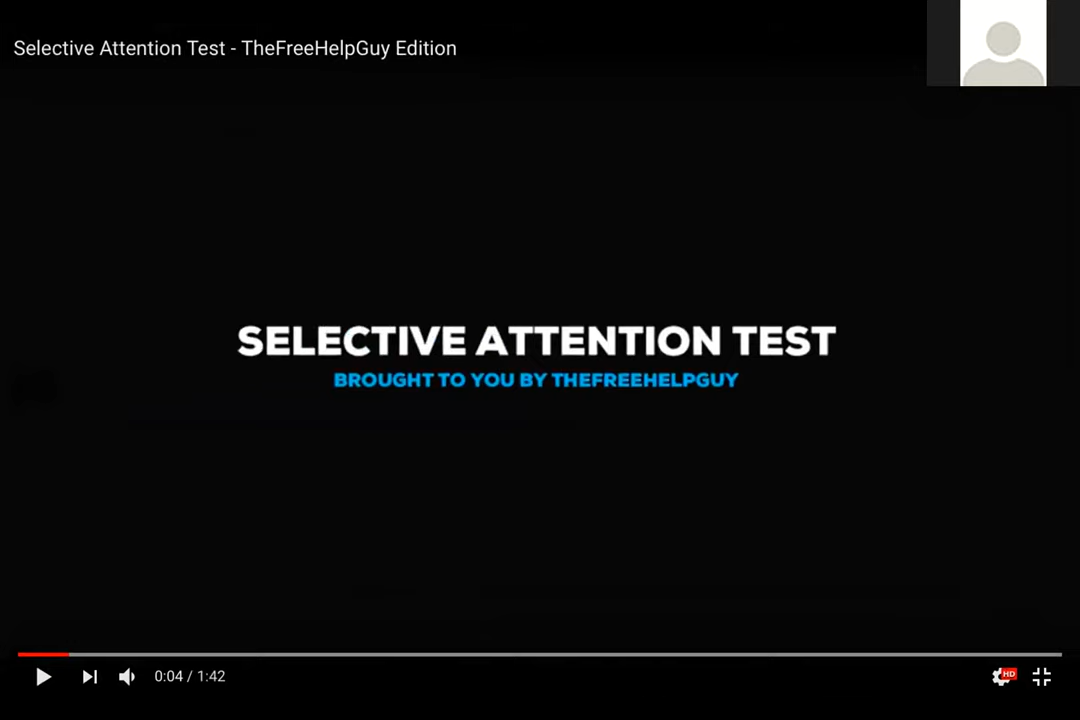 Selective Attention Test - TheFreeHelpGuy Edition
SELECTIVE ATTENTION TEST
BROUGHT TO YOU BY THEFREEHELPGUY
0:04 / 1:42
HD